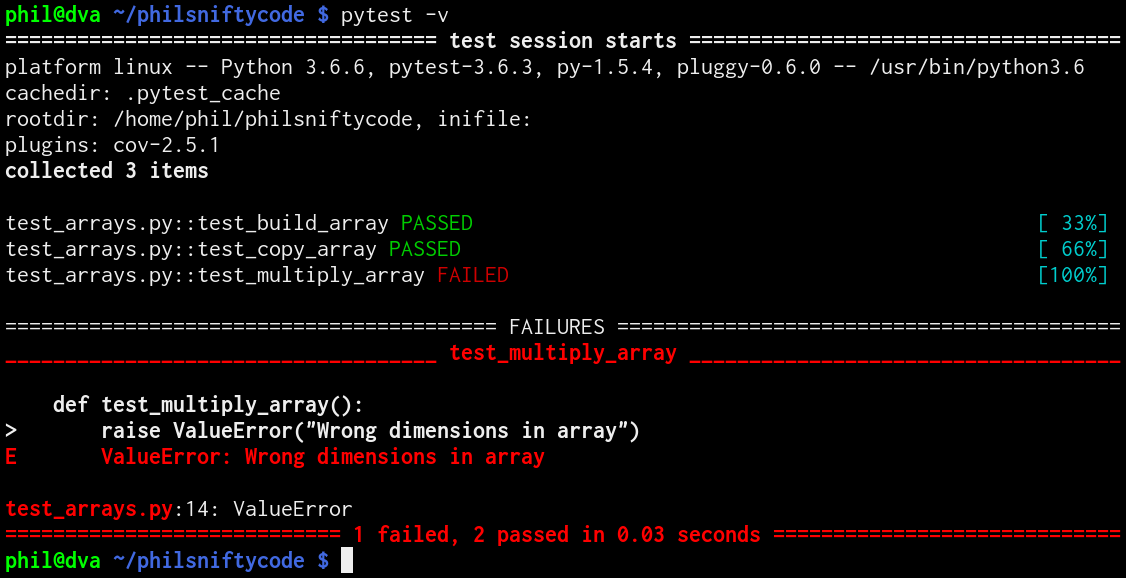 phil@dva ~/philsniftycode $ pytest -v
==================================== test session starts ====================================
platform linux -- Python 3.6.6, pytest-3.6.3, py-1.5.4, pluggy-0.6.0 -- /usr/bin/python3.6
cachedir: .pytest_cache
rootdir: /home/phil/philsniftycode, inifile:
plugins: cov-2.5.1
collected 3 items
test_arrays.py::test_build_array PASSED                                               [ 33%]
test_arrays.py::test_copy_array PASSED                                                [ 66%]
test_arrays.py::test_multiply_array FAILED                                            [100%]
========================================= FAILURES ==========================================
____________________________________ test_multiply_array ____________________________________
    def test_multiply_array():
>       raise ValueError("Wrong dimensions in array")
E       ValueError: Wrong dimensions in array
test_arrays.py:14: ValueError
============================ 1 failed, 2 passed in 0.03 seconds =============================
phil@dva ~/philsniftycode $